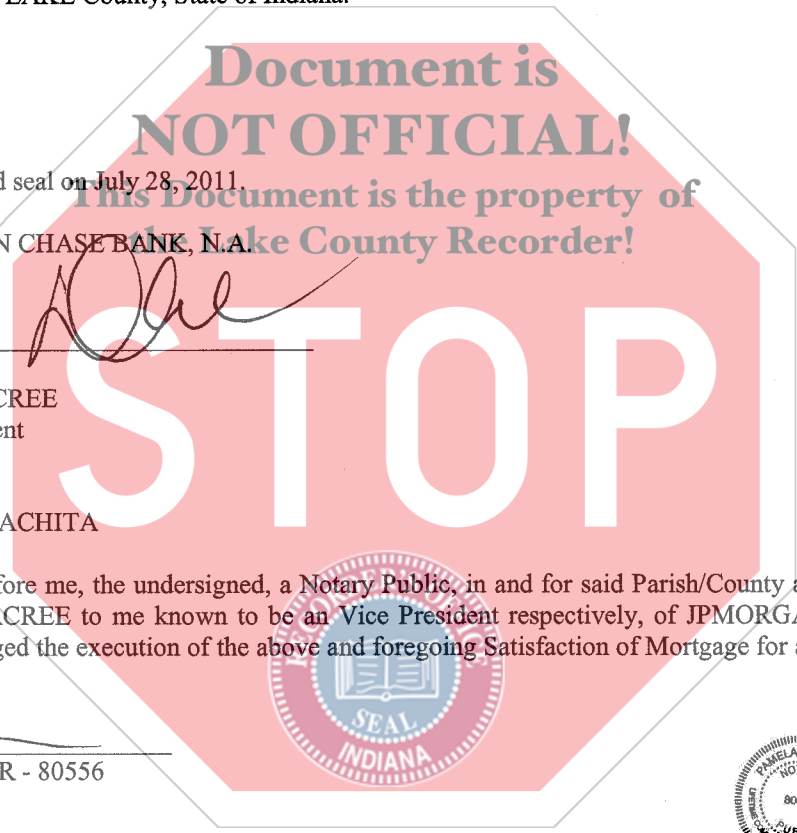 LAKE County, State of Indiana.
Document is
NOT OFFICIAL!
d seal on July 28, 2011.
This Document is the property of
N CHASE BANK, N.A.
the Lake County Recorder!
STOP
CREE
ent
ACHITA
fore me, the undersigned, a Notary Public, in and for said Parish/County a
CREE to me known to be an Vice President respectively, of JPMORGA
ged the execution of the above and foregoing Satisfaction of Mortgage for a
SEAL
INDIANA
R - 80556
PAMELA
NO
80
LIFETIME